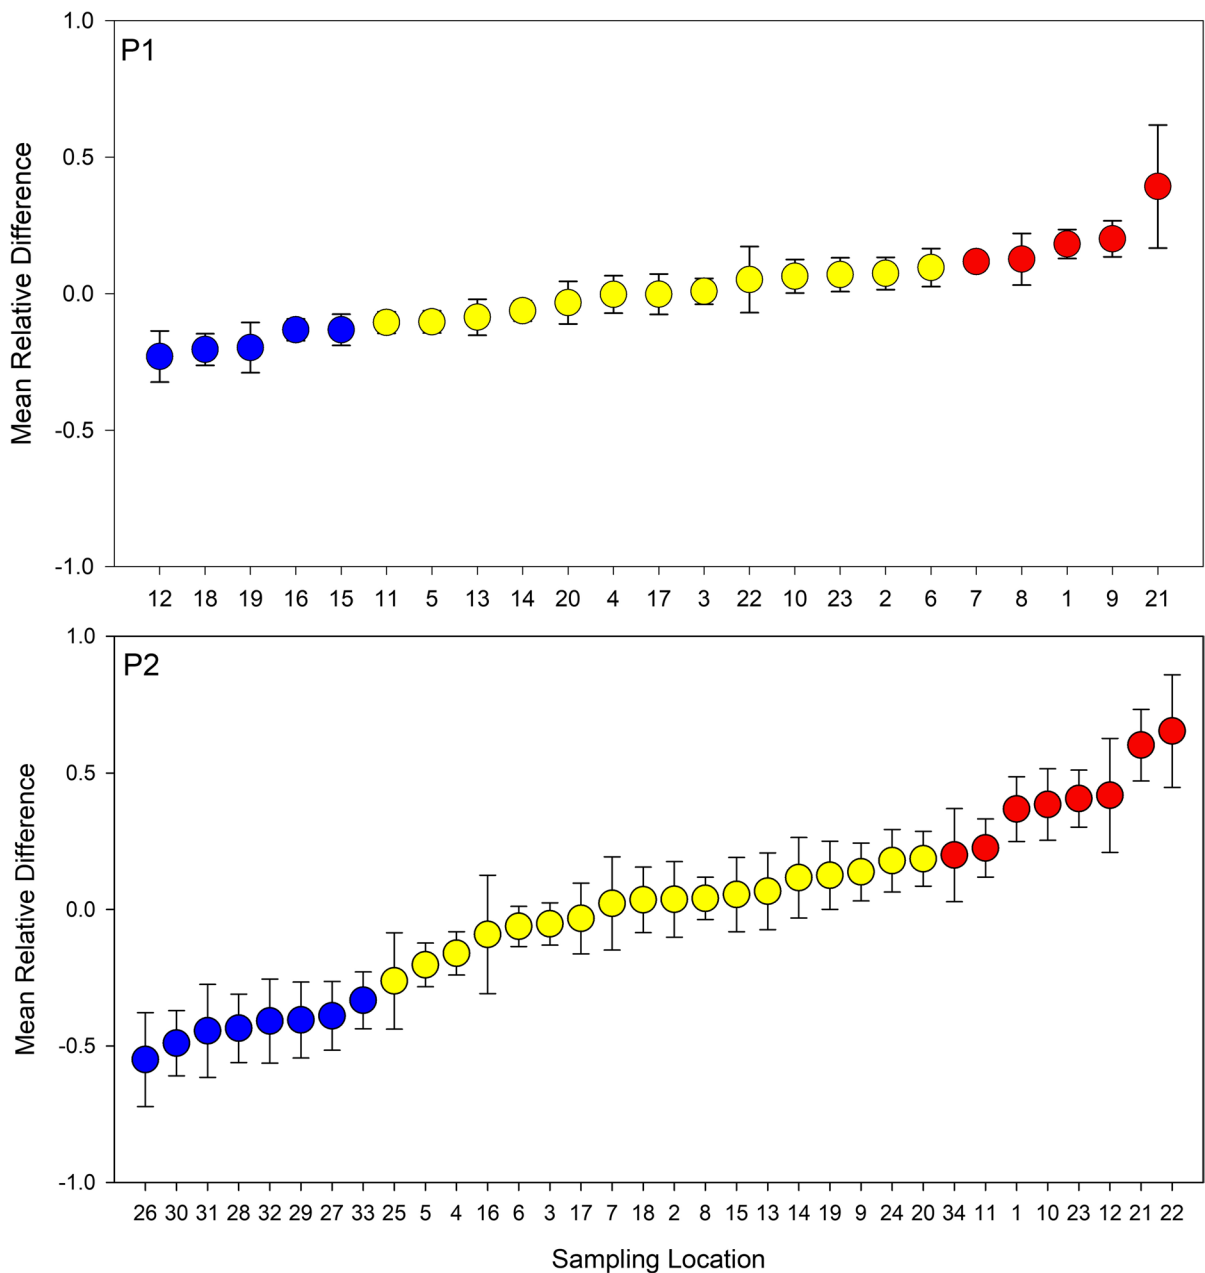 P1
Mean Relative Difference
1.0
0.5
0.0
-0.5
-1.0
12 18 19 16 15 11 5 13 14 20 4 17 3 22 10 23 2 6 7 8 1 9 21
P2
Mean Relative Difference
1.0
0.5
0.0
-0.5
-1.0
26 30 31 28 32 29 27 33 25 5 4 16 6 3 17 7 18 2 8 15 13 14 19 9 24 20 34 11 1 10 23 12 21 22
Sampling Location